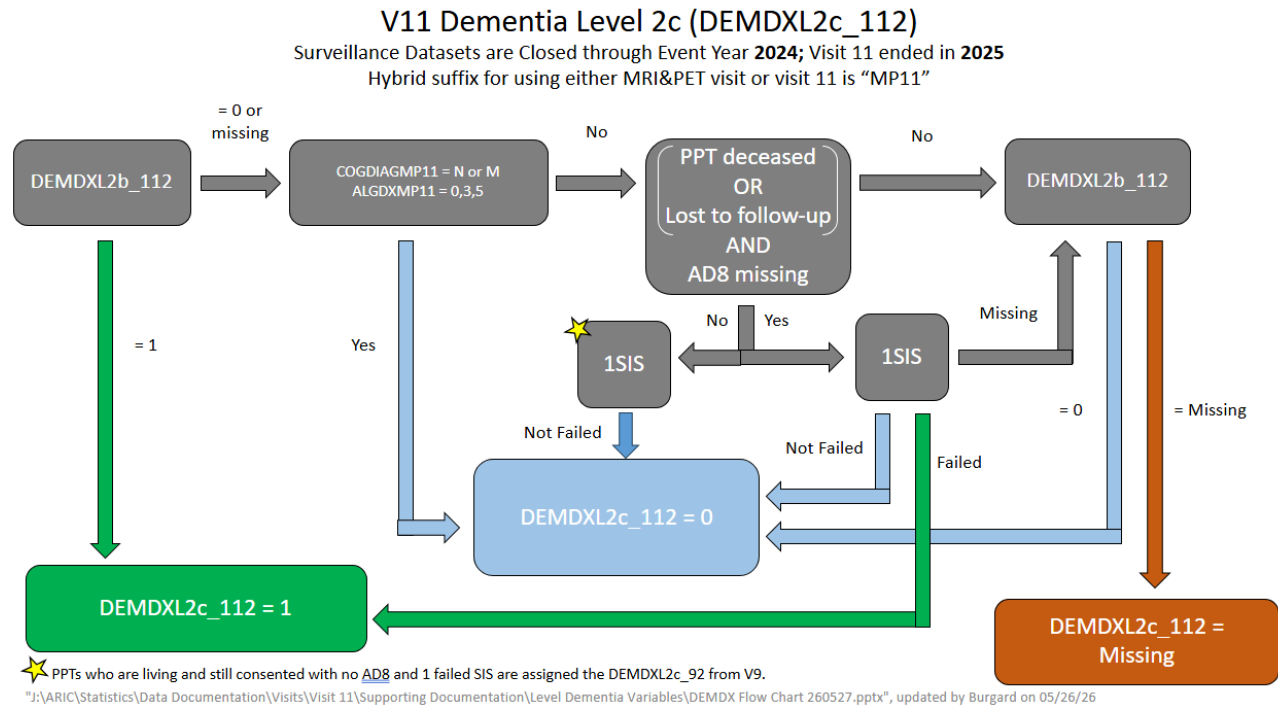 V11 Dementia Level 2c (DEMDXL2c_112)
Surveillance Datasets are Closed through Event Year 2024; Visit 11 ended in 2025
Hybrid suffix for using either MRI&PET visit or visit 11 is “MP11”
= 0 or
missing
No
No
DEMDXL2b_112
COGDIAGMP11 = N or M
ALGDXMP11 = 0,3,5
PPT deceased
OR
Lost to follow-up
AND
AD8 missing
DEMDXL2b_112
= 1
Yes
No
Yes
Missing
1SIS
1SIS
= 0
= Missing
Not Failed
Not Failed
Failed
DEMDXL2c_112 = 0
DEMDXL2c_112 = 1
DEMDXL2c_112 =
Missing
PPTs who are living and still consented with no AD8 and 1 failed SIS are assigned the DEMDXL2c_92 from V9.
"J:\ARIC\Statistics\Data Documentation\Visits\Visit 11\Supporting Documentation\Level Dementia Variables\DEMDX Flow Chart 260527.pptx", updated by Burgard on 05/26/26